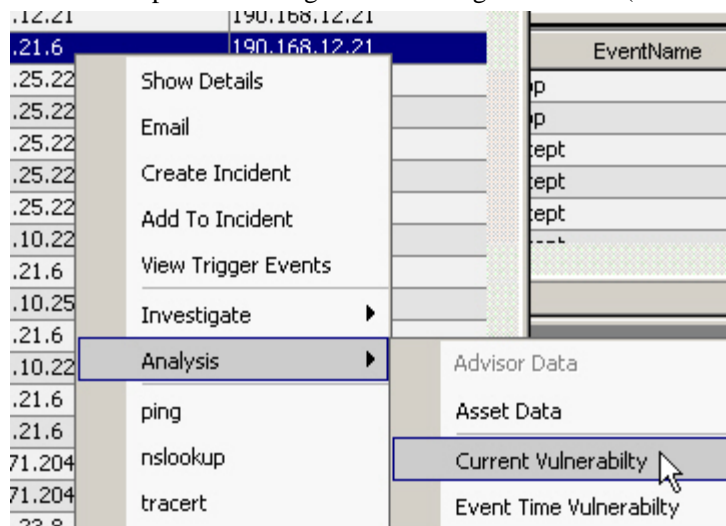 .12.21 190.168.12.21
.21.6 190.168.12.21
EventName
.25.22 Show Details
.25.22 Email
.25.22 Create Incident tept
.25.22 tept
.25.22 Add To Incident tept
.10.22
.21.6 View Trigger Events
.10.25 Investigate
.21.6
.10.22 Analysis Advisor Data
.21.6 ping Asset Data
.21.6
71.204 nslookup Current Vulnerabilty
71.204 tracert Event Time Vulnerabilty